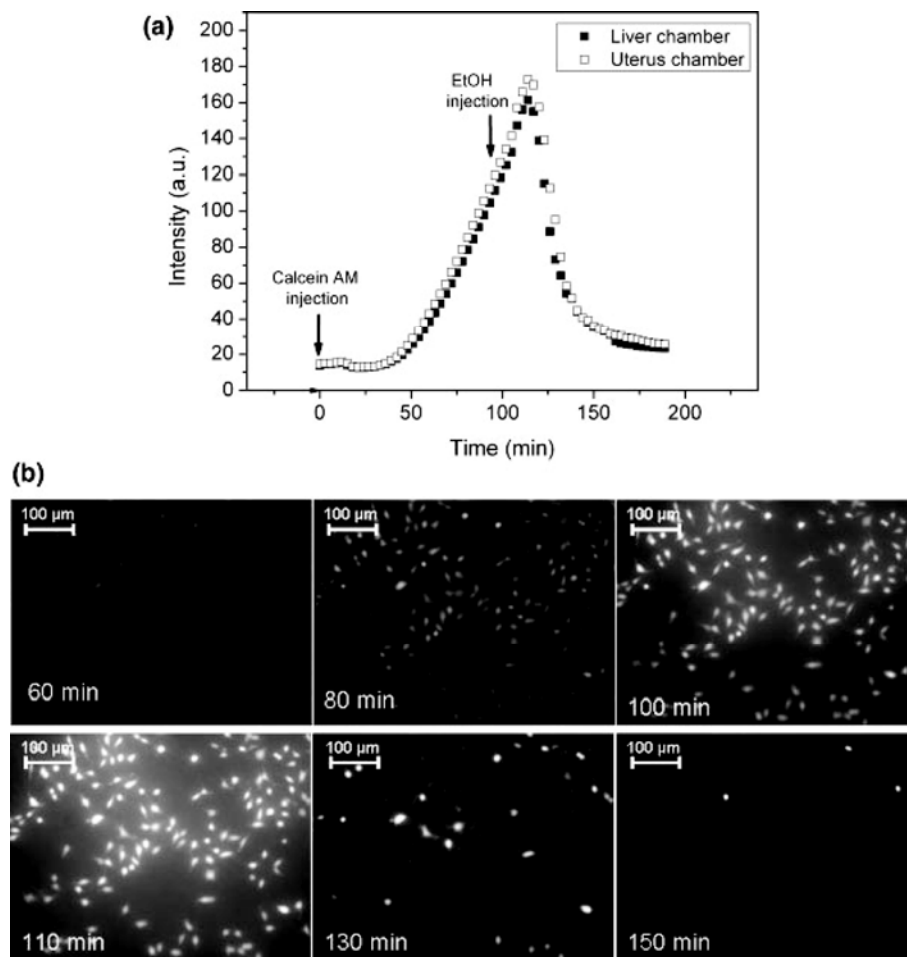 (a)
210
200
180
160
140
120
100
80
60
40
20
0
Intensity (a.u.)
Liver chamber
Uterus chamber
EtOH
injection
Calcein AM
injection
0
50
100
150
200
Time (min)
(b)
100 µm
60 min
100 µm
80 min
100 µm
100 min
100 µm
110 min
100 µm
130 min
100 µm
150 min